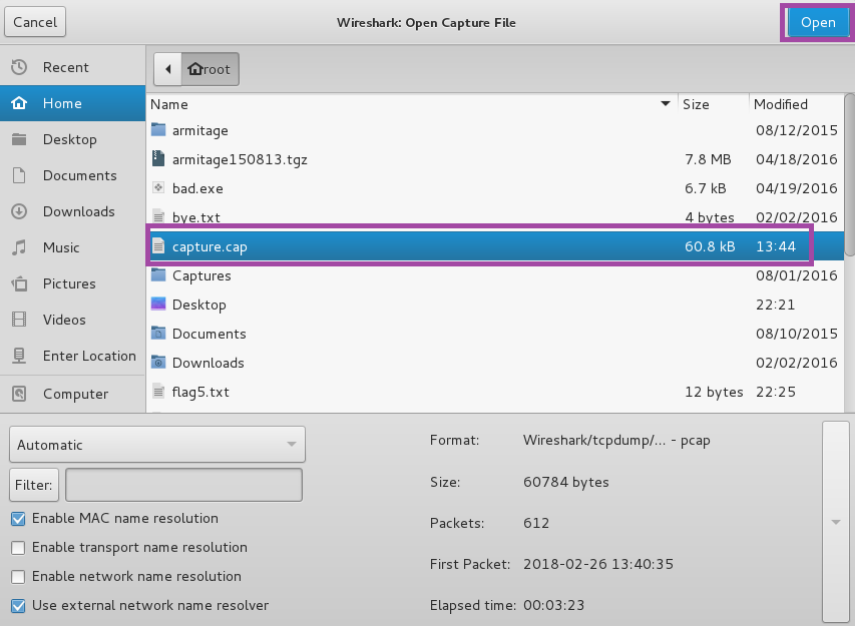 Cancel
Wireshark: Open Capture File
Open
Recent
Home
Desktop
Documents
Downloads
Music
Pictures
Videos
Enter Location
Computer
root
Name Size Modified
armitage 08/12/2015
armitage150813.tgz 7.8 MB 04/18/2016
bad.exe 6.7 kB 04/19/2016
bye.txt 4 bytes 02/02/2016
capture.cap 60.8 kB 13:44
Captures 08/01/2016
Desktop 22:21
Documents 08/10/2015
Downloads 02/02/2016
flag5.txt 12 bytes 22:25
Automatic
Filter:
Enable MAC name resolution
Enable transport name resolution
Enable network name resolution
Use external network name resolver
Format: Wireshark/tcpdump/... - pcap
Size: 60784 bytes
Packets: 612
First Packet: 2018-02-26 13:40:35
Elapsed time: 00:03:23